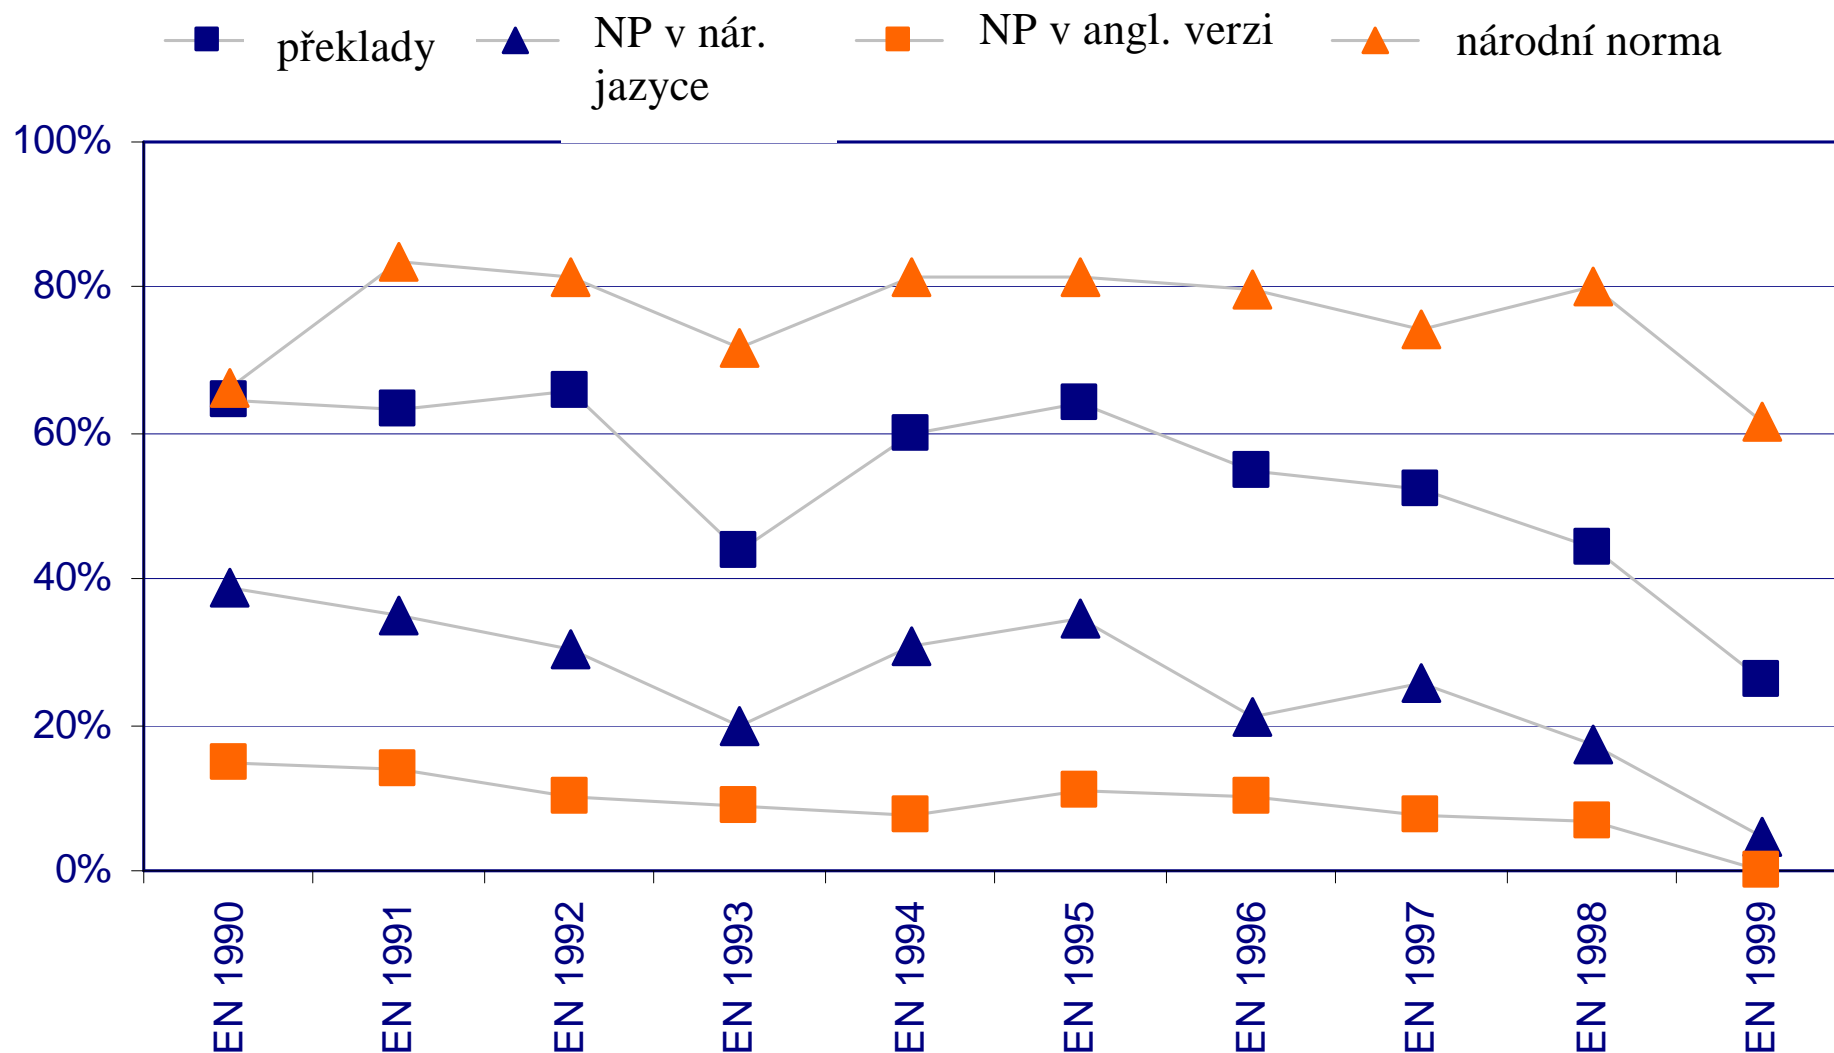 překlady
NP v nár.
jazyce
NP v angl. verzi
národní norma
100%
80%
60%
40%
20%
0%
EN 1990
EN 1991
EN 1992
EN 1993
EN 1994
EN 1995
EN 1996
EN 1997
EN 1998
EN 1999